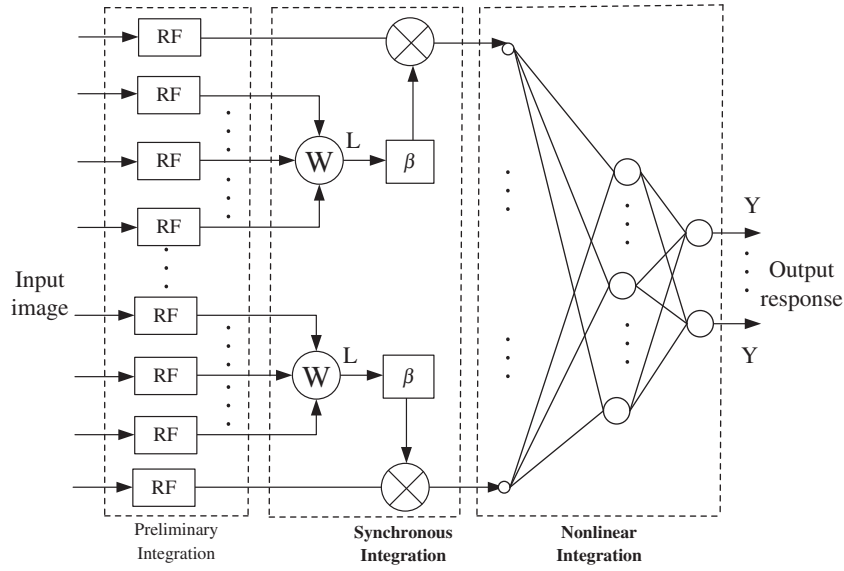 RF
RF
L
RF
W
β
RF
Y
Input
image
Output
response
RF
L
Y
RF
W
β
RF
RF
Preliminary
Integration
Synchronous
Integration
Nonlinear
Integration